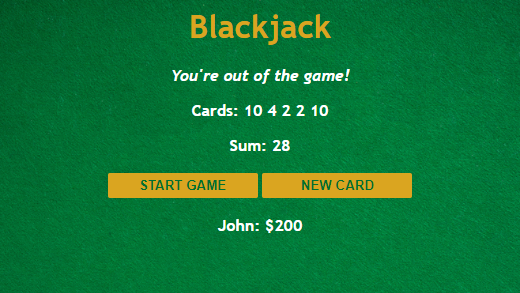 Blackjack
You're out of the game!
Cards: 10 4 2 2 10
Sum: 28
START GAME NEW CARD
John: $200